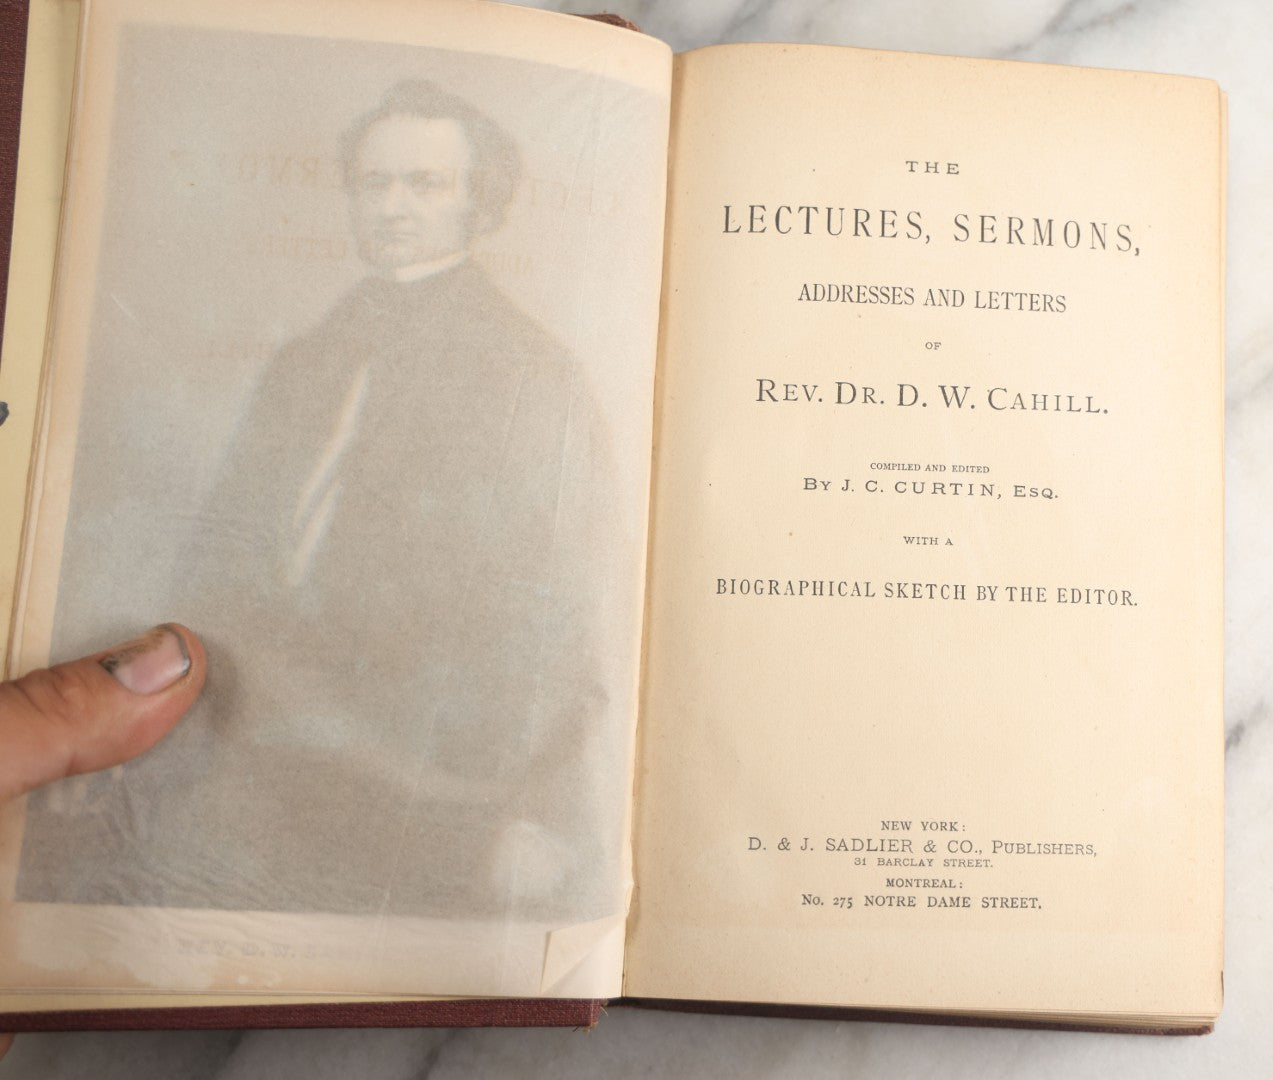 THE
LECTURES, SERMONS,
ADDRESSES AND LETTERS
OF
REV. DR. D. W. CAHILL.
COMPILED AND EDITED
BY J. C. CURTIN, ESQ.
WITH A
BIOGRAPHICAL SKETCH BY THE EDITOR.
NEW YORK:
D. & J. SADLIER & CO., PUBLISHERS,
31 BARCLAY STREET.
MONTREAL:
No. 275 NOTRE DAME STREET.